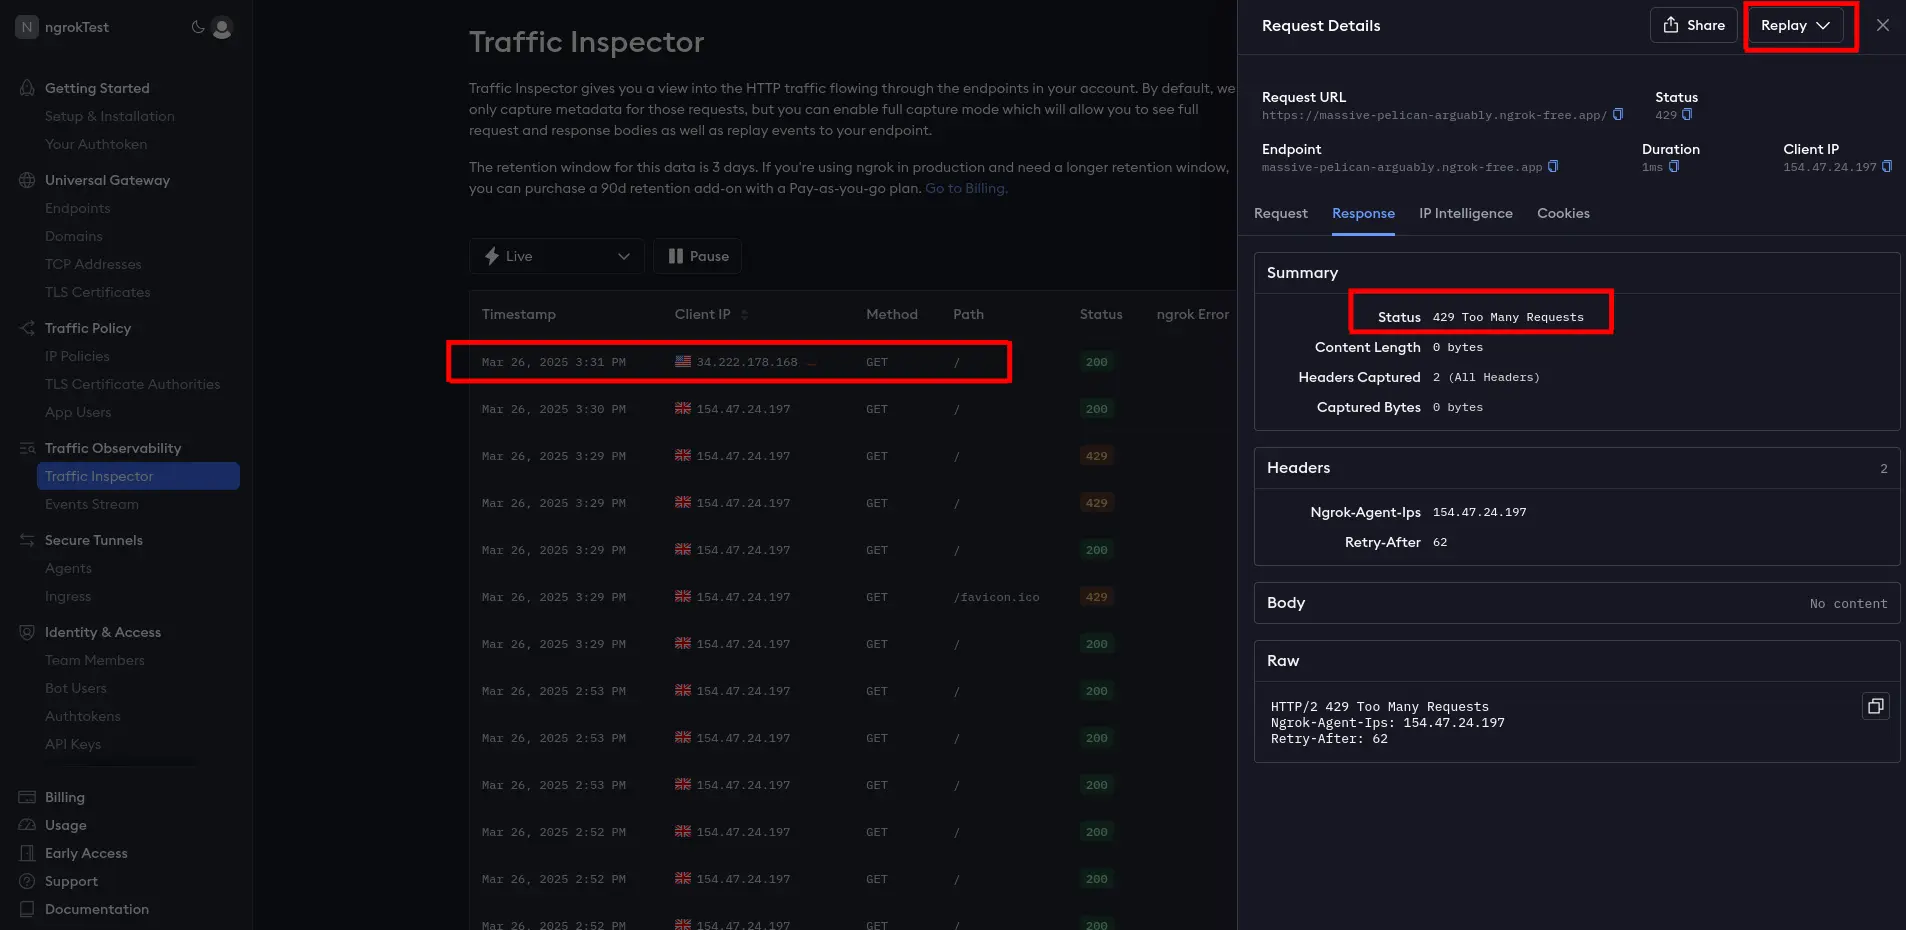 N ngrokTest
Getting Started
Setup & Installation
Your Authtoken
Universal Gateway
Endpoints
Domains
TCP Addresses
TLS Certificates
Traffic Policy
IP Policies
TLS Certificate Authorities
App Users
Traffic Observability
Traffic Inspector
Events Stream
Secure Tunnels
Agents
Ingress
Identity & Access
Team Members
Bot Users
Authtokens
API Keys
Billing
Usage
Early Access
Support
Documentation
Traffic Inspector
Traffic Inspector gives you a view into the HTTP traffic flowing through the endpoints in your account. By default, we
only capture metadata for those requests, but you can enable full capture mode which will allow you to see full
request and response bodies as well as replay events to your endpoint.
The retention window for this data is 3 days. If you're using ngrok in production and need a longer retention window,
you can purchase a 90d retention add-on with a Pay-as-you-go plan. Go to Billing.
Live Pause
Timestamp Client IP Method Path Status ngrok Error
Mar 26, 2025 3:31 PM 34.222.178.168 GET / 200
Mar 26, 2025 3:30 PM 154.47.24.197 GET / 200
Mar 26, 2025 3:29 PM 154.47.24.197 GET / 429
Mar 26, 2025 3:29 PM 154.47.24.197 GET / 429
Mar 26, 2025 3:29 PM 154.47.24.197 GET / 200
Mar 26, 2025 3:29 PM 154.47.24.197 GET /favicon.ico 429
Mar 26, 2025 3:29 PM 154.47.24.197 GET / 200
Mar 26, 2025 2:53 PM 154.47.24.197 GET / 200
Mar 26, 2025 2:53 PM 154.47.24.197 GET / 200
Mar 26, 2025 2:53 PM 154.47.24.197 GET / 200
Mar 26, 2025 2:52 PM 154.47.24.197 GET / 200
Mar 26, 2025 2:52 PM 154.47.24.197 GET / 200
Mar 26, 2025 2:52 PM 154.47.24.197 GET / 200
Request Details Share Replay
Request URL Status
https://massive-pelican-arguably.ngrok-free.app/ 429
Endpoint Duration Client IP
massive-pelican-arguably.ngrok-free.app 1ms 154.47.24.197
Request Response IP Intelligence Cookies
Summary
Status 429 Too Many Requests
Content Length 0 bytes
Headers Captured 2 (All Headers)
Captured Bytes 0 bytes
Headers 2
Ngrok-Agent-Ips 154.47.24.197
Retry-After 62
Body No content
Raw
HTTP/2 429 Too Many Requests
Ngrok-Agent-Ips: 154.47.24.197
Retry-After: 62